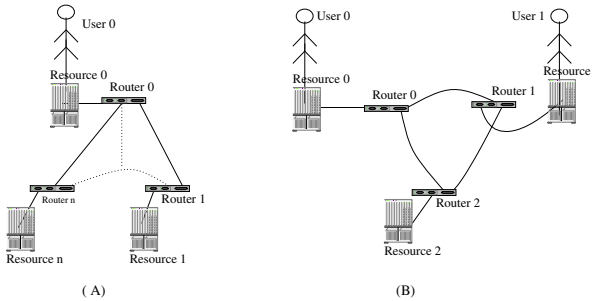 User 0
Resource 0
Router 0
Router n
Router 1
Resource n
Resource 1
( A)
User 0
User 1
Resource 0
Resource
Router 0
Router 1
Router 2
Resource 2
(B)